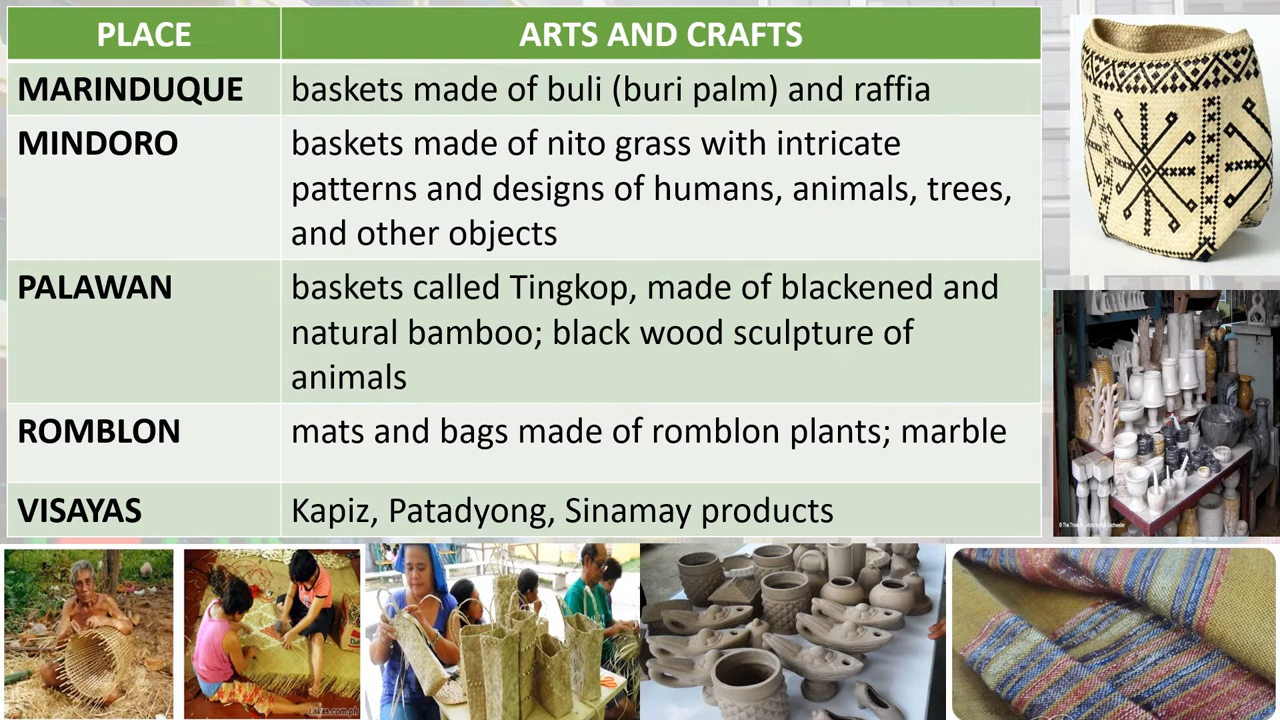 PLACE ARTS AND CRAFTS
MARINDUQUE baskets made of buli (buri palm) and raffia
MINDORO baskets made of nito grass with intricate
patterns and designs of humans, animals, trees,
and other objects
PALAWAN baskets called Tingkop, made of blackened and
natural bamboo; black wood sculpture of
animals
ROMBLON mats and bags made of romblon plants; marble
VISAYAS Kapiz, Patadyong, Sinamay products
Lakas.com.ph